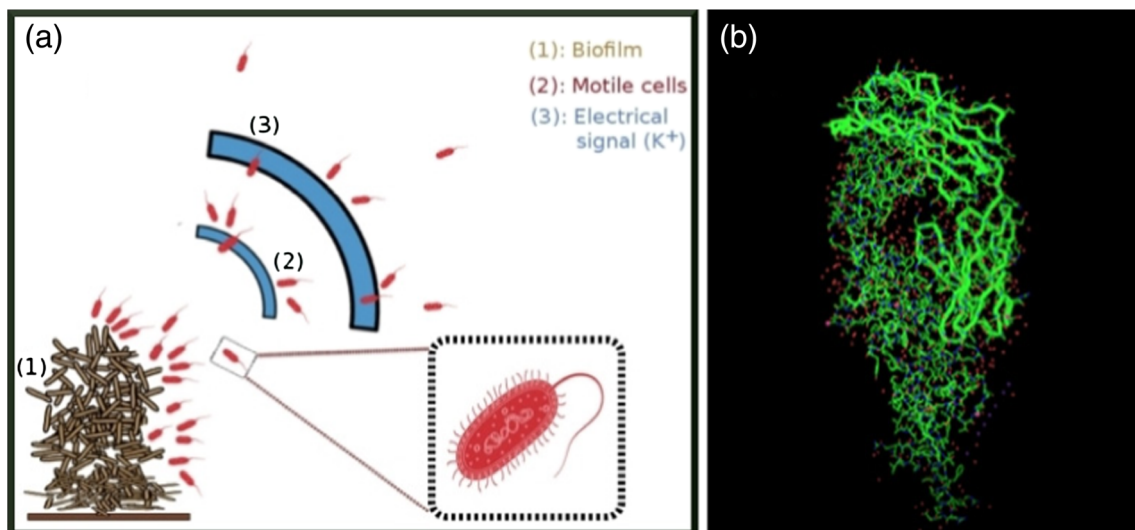 (a)
(1): Biofilm
(2): Motile cells
(3): Electrical
signal (K⁺)
(3)
(2)
(1)
(b)